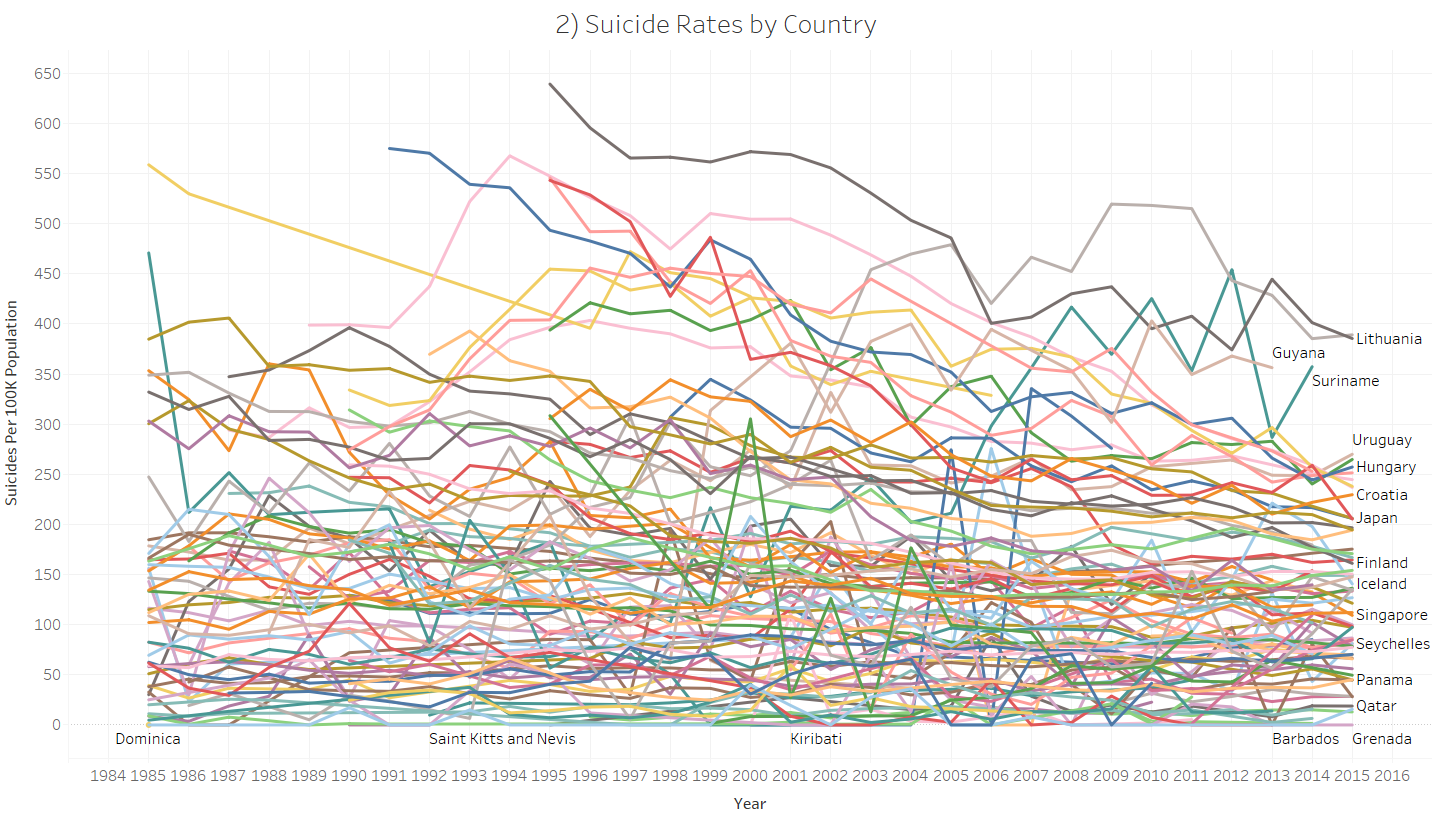 2) Suicide Rates by Country
650
600
550
500
450
400
350
300
250
200
150
100
50
0
Suicides Per 100K Population
Lithuania
Guyana
Suriname
Uruguay
Hungary
Croatia
Japan
Finland
Iceland
Singapore
Seychelles
Panama
Qatar
Dominica Saint Kitts and Nevis Kiribati Barbados Grenada
1984 1985 1986 1987 1988 1989 1990 1991 1992 1993 1994 1995 1996 1997 1998 1999 2000 2001 2002 2003 2004 2005 2006 2007 2008 2009 2010 2011 2012 2013 2014 2015 2016
Year